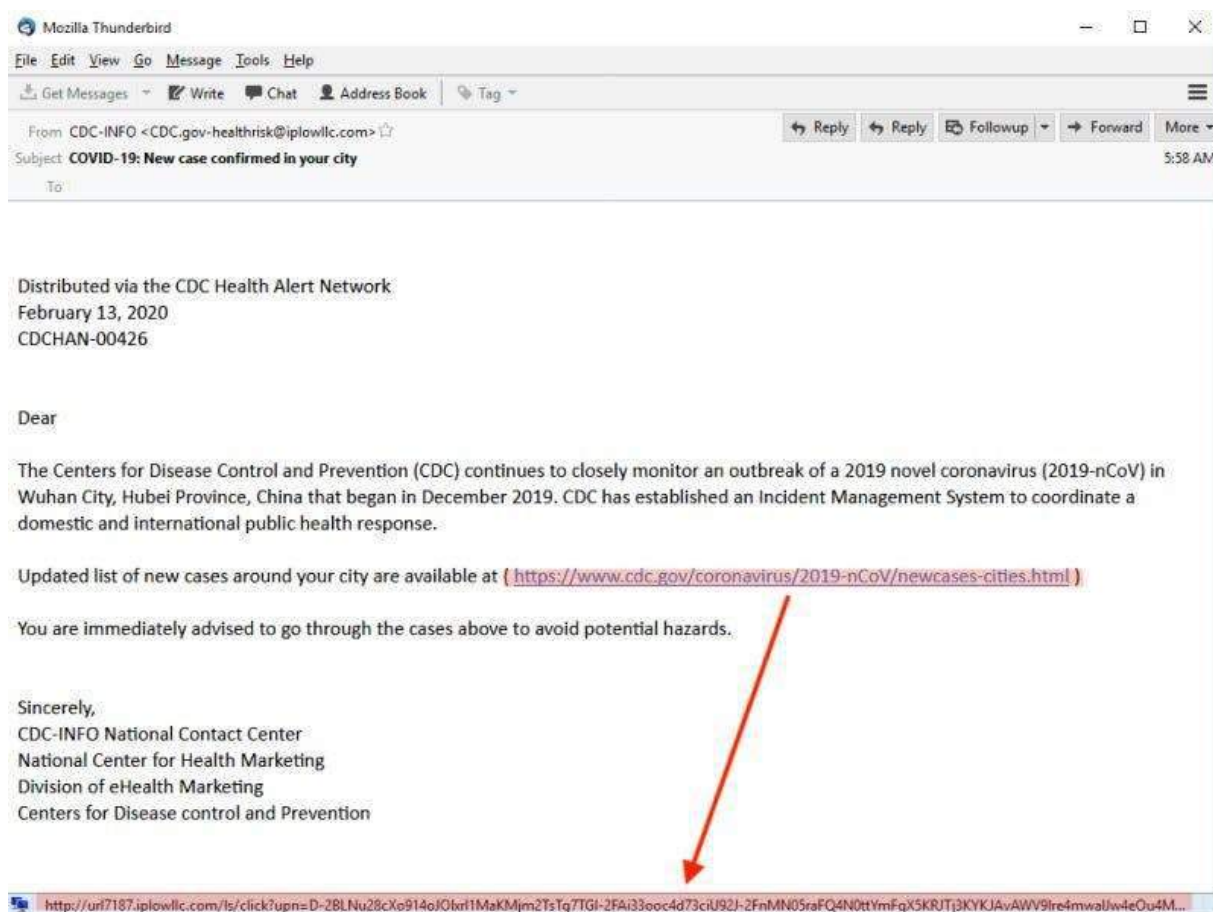 Mozilla Thunderbird
File Edit View Go Message Tools Help
Get Messages Write Chat Address Book Tag
From CDC-INFO <CDC.gov-healthrisk@iplowllc.com> Reply Reply Followup Forward More
Subject COVID-19: New case confirmed in your city 5:58 AM
To
Distributed via the CDC Health Alert Network
February 13, 2020
CDCHAN-00426
Dear
The Centers for Disease Control and Prevention (CDC) continues to closely monitor an outbreak of a 2019 novel coronavirus (2019-nCoV) in
Wuhan City, Hubei Province, China that began in December 2019. CDC has established an Incident Management System to coordinate a
domestic and international public health response.
Updated list of new cases around your city are available at ( https://www.cdc.gov/coronavirus/2019-nCoV/newcases-cities.html )
You are immediately advised to go through the cases above to avoid potential hazards.
Sincerely,
CDC-INFO National Contact Center
National Center for Health Marketing
Division of eHealth Marketing
Centers for Disease control and Prevention